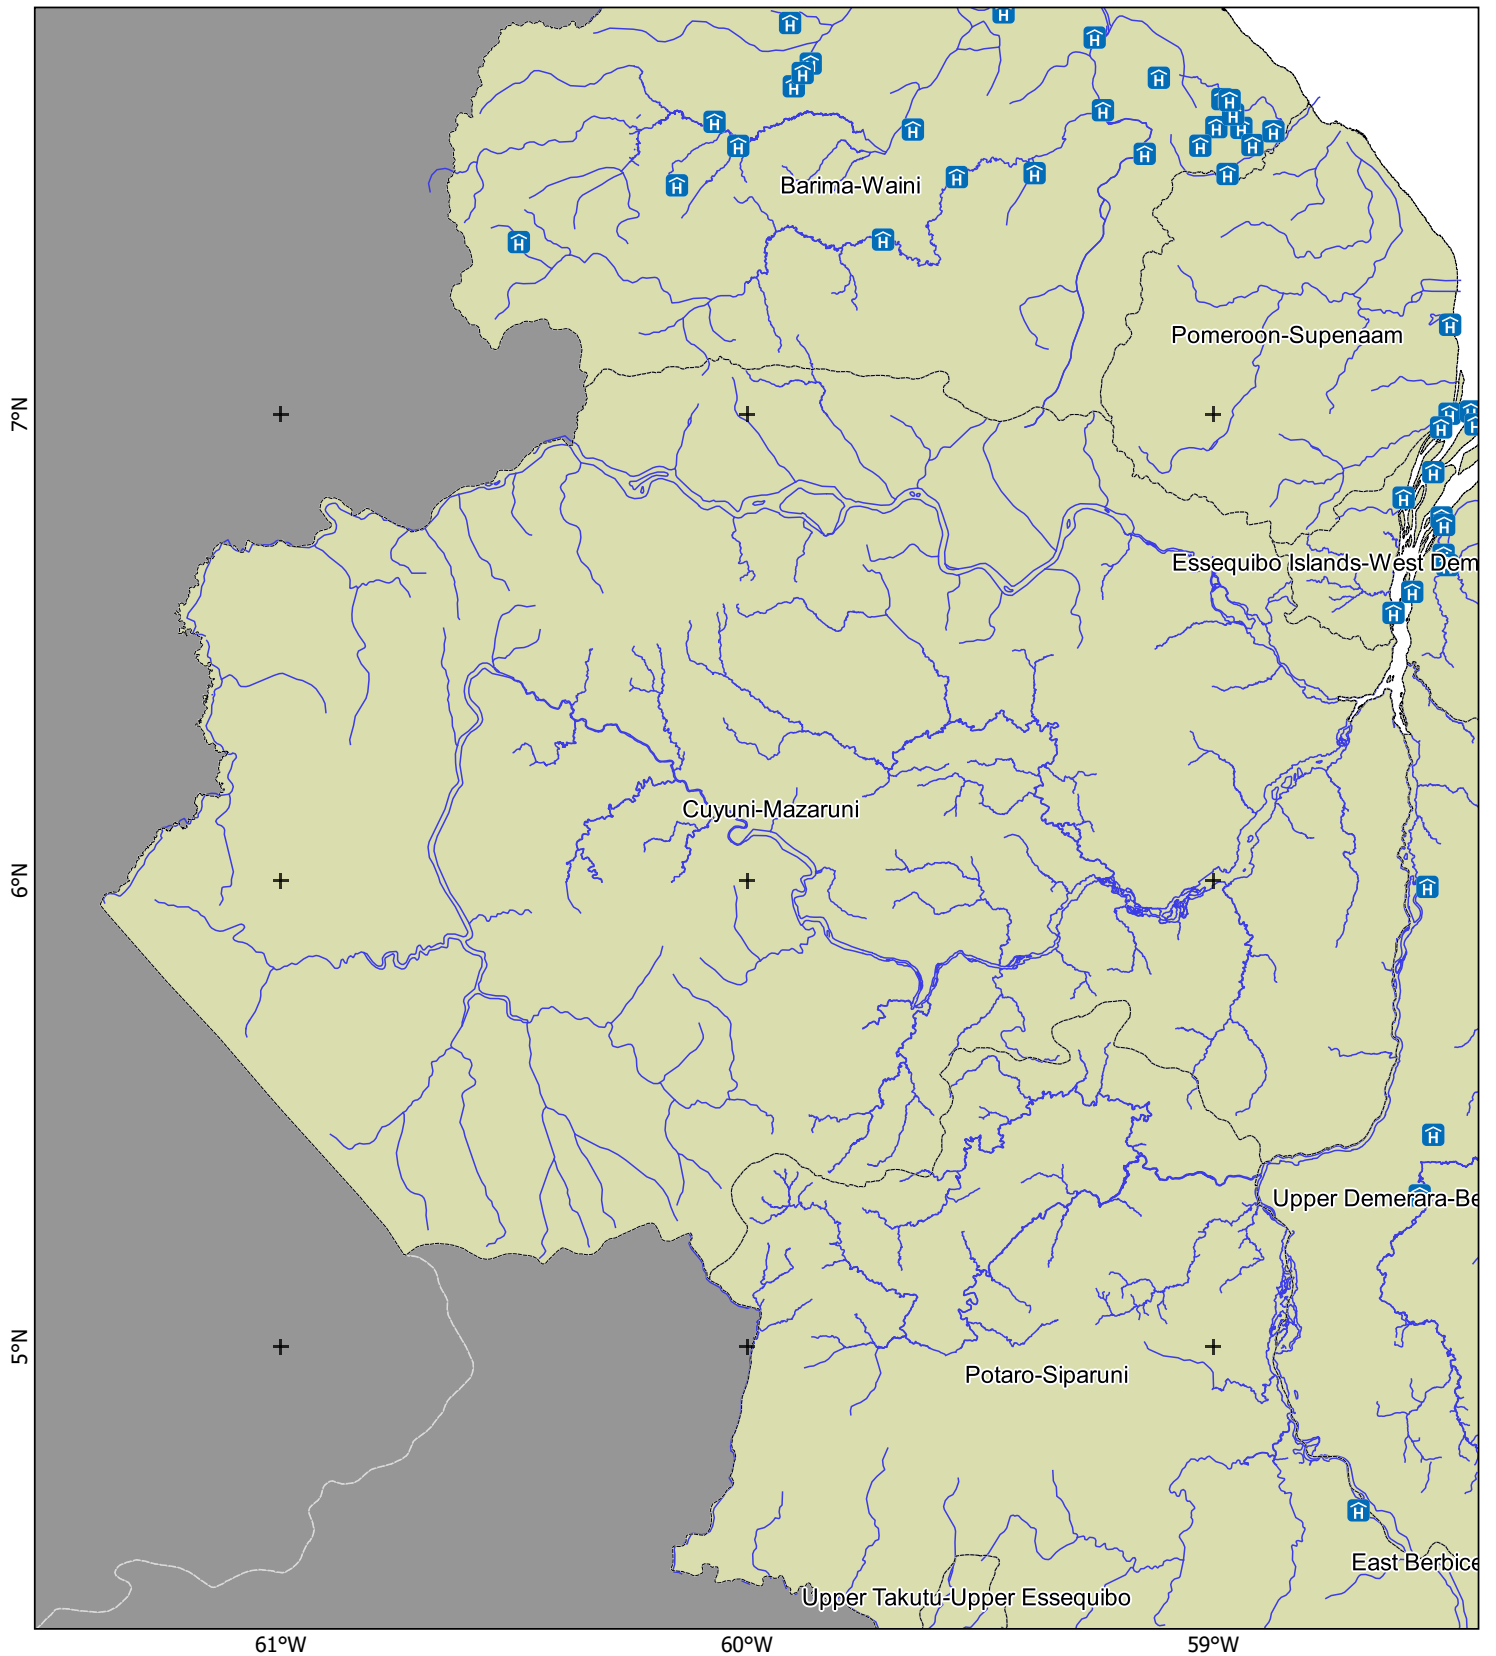 Barima-Waini
Pomeroon-Supenaam
7°N
Essequibo Islands-West Dem
Cuyuni-Mazaruni
6°N
Upper Demerara-Be
5°N
Potaro-Siparuni
East Berbice
Upper Takutu-Upper Essequibo
61°W
60°W
59°W